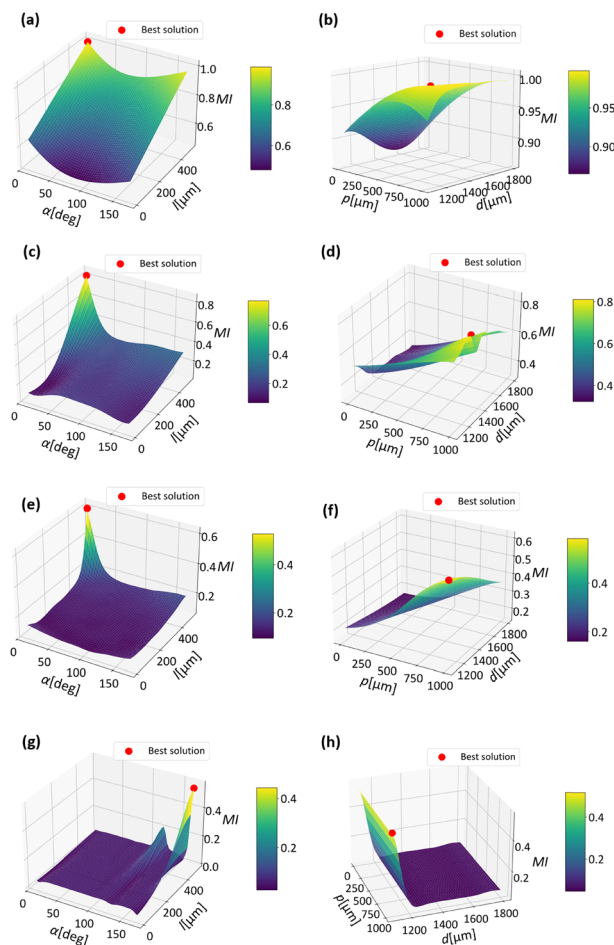 (a)
Best solution
1.0
MI
0.8
0.6
0.8
0.6
0
50
100
150
α[deg]
0
200
400
l[μm]
(b)
Best solution
1.00
0.95
MI
0.90
0.95
0.90
0
250
500
750
1000
p[μm]
1200
1400
1600
1800
d[μm]
(c)
Best solution
0.8
0.6
MI
0.4
0.2
0.6
0.4
0.2
0
50
100
150
α[deg]
0
200
400
l[μm]
(d)
Best solution
0.8
MI
0.6
0.4
0.8
0.6
0.4
0
250
500
750
1000
p[μm]
1200
1400
1600
1800
d[μm]
(e)
Best solution
0.6
MI
0.4
0.2
0.4
0.2
0
50
100
150
α[deg]
0
200
400
l[μm]
(f)
Best solution
0.6
0.5
0.4
MI
0.3
0.2
0.4
0.2
0
250
500
750
1000
p[μm]
1200
1400
1600
1800
d[μm]
(g)
Best solution
0.4
MI
0.2
0.0
0.4
0.2
0
50
100
150
α[deg]
0
200
400
l[μm]
(h)
Best solution
0.4
MI
0.2
0.4
0.2
0
250
500
750
1000
p[μm]
1200
1400
1600
1800
d[μm]